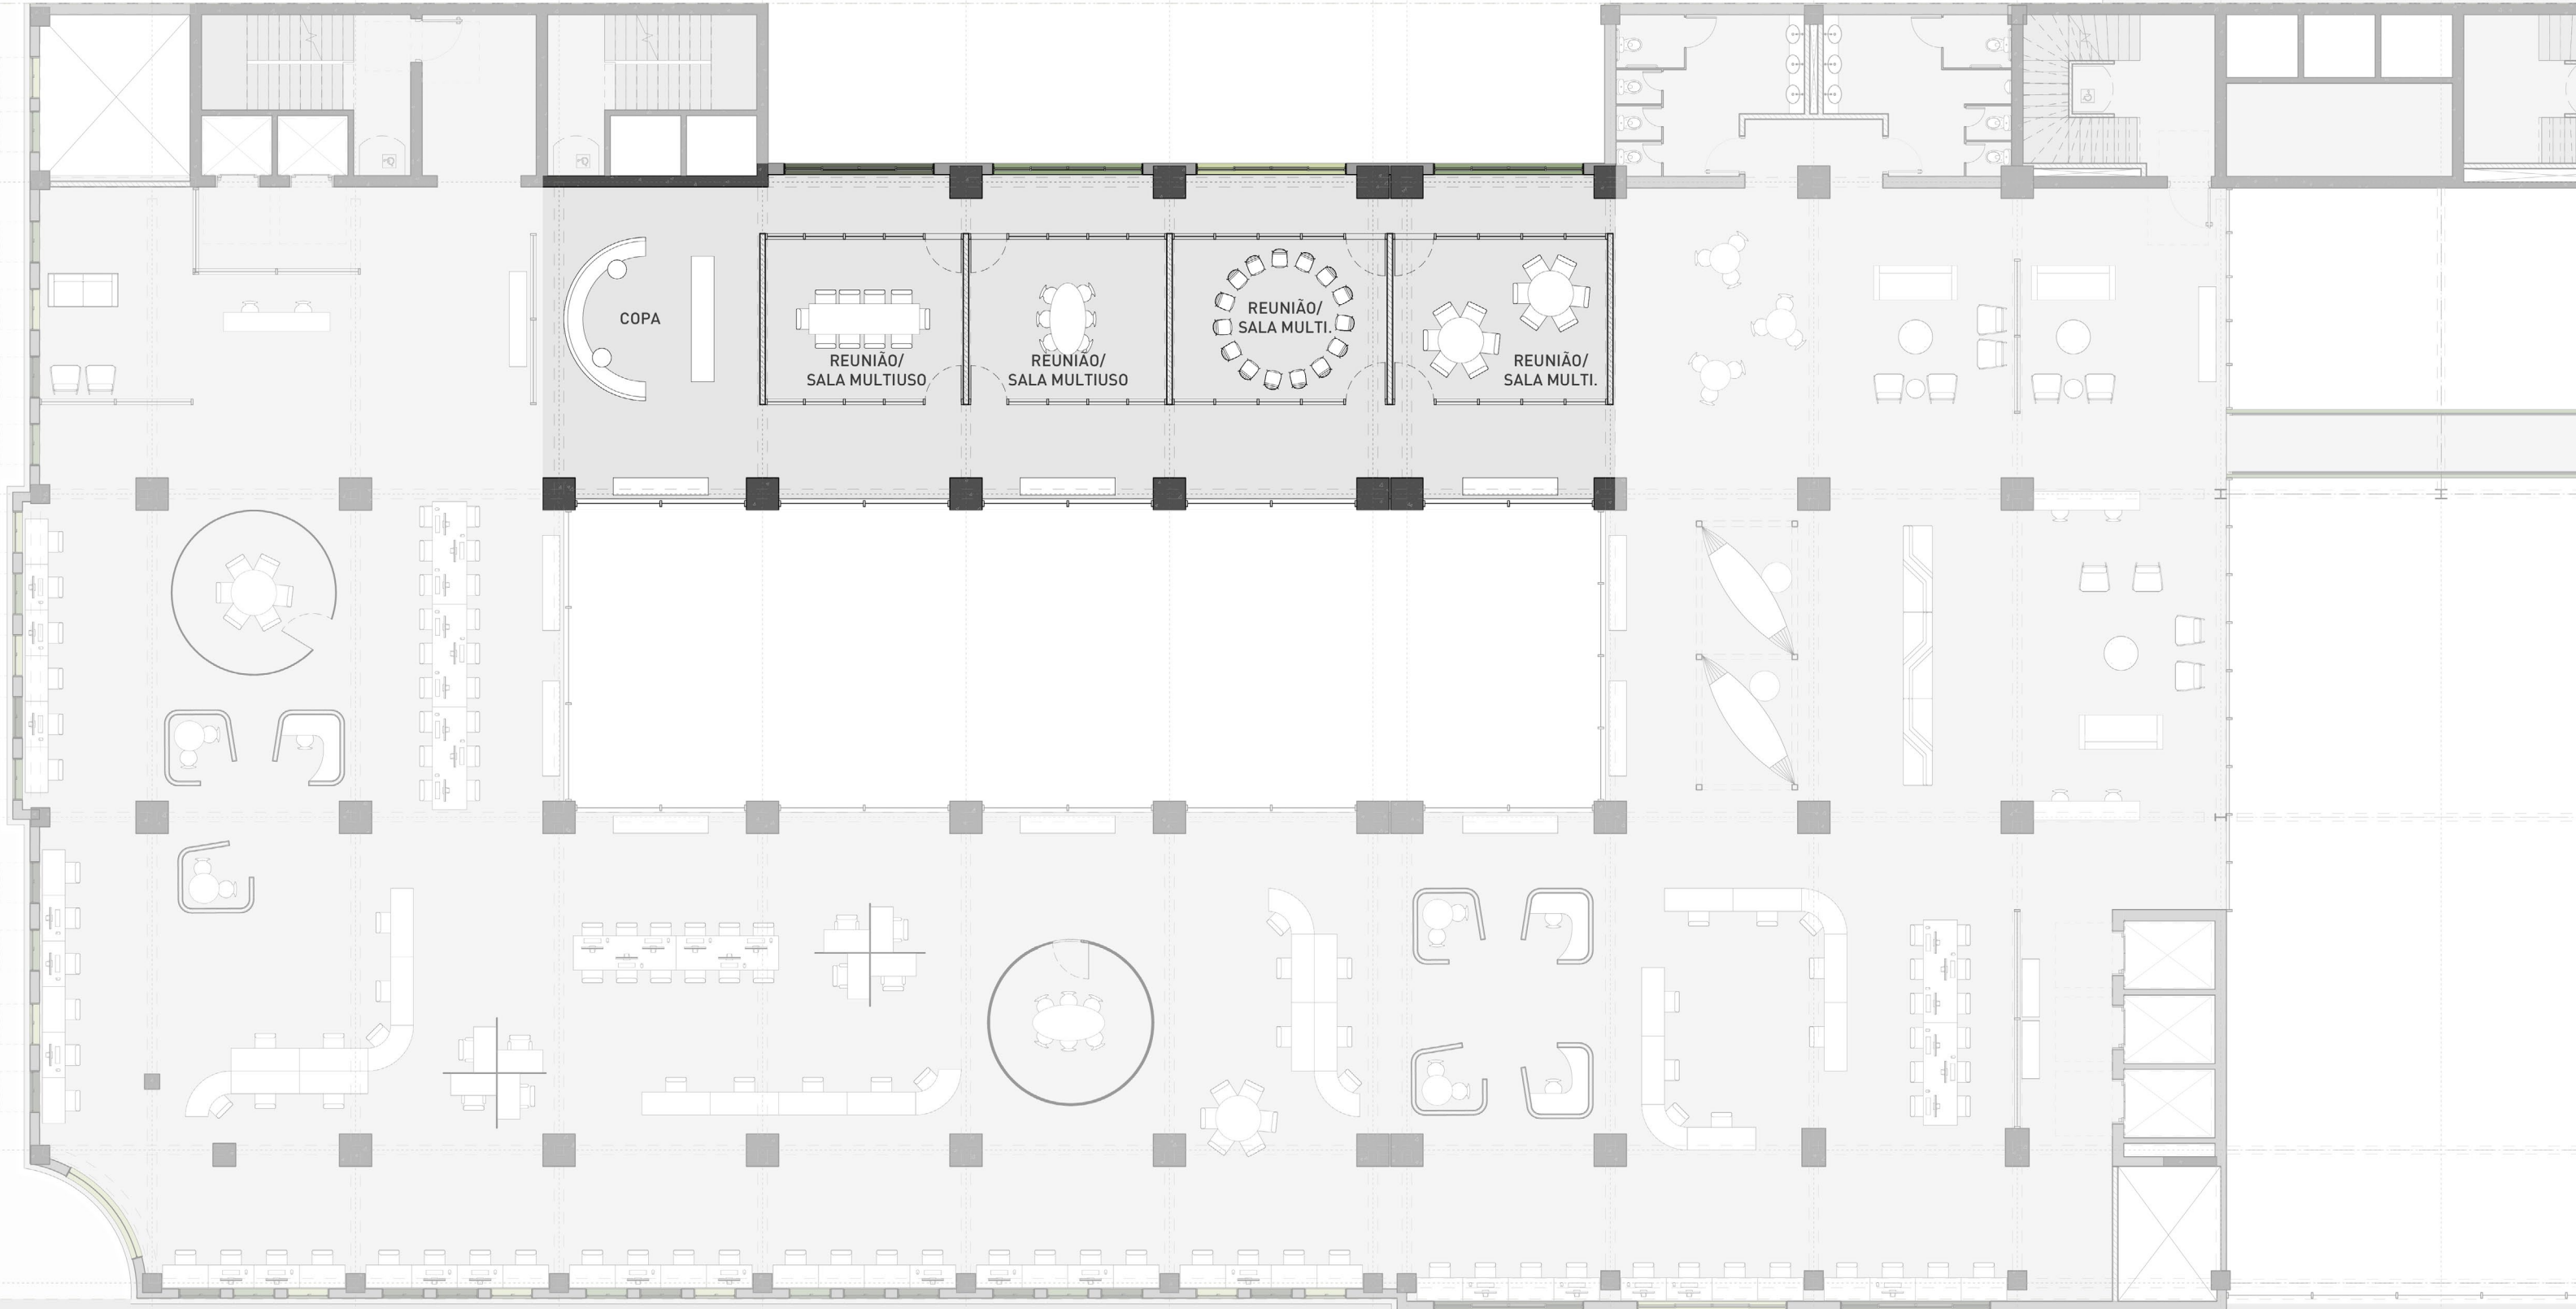 COPA
REUNIÃO/
SALA MULTIUSO
REUNIÃO/
SALA MULTIUSO
REUNIÃO/
SALA MULTI.
REUNIÃO/
SALA MULTI.